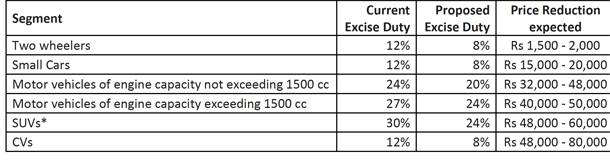 Segment Current Excise Duty Proposed Excise Duty Price Reduction expected
Two wheelers 12% 8% Rs 1,500 - 2,000
Small Cars 12% 8% Rs 15,000 - 20,000
Motor vehicles of engine capacity not exceeding 1500 cc 24% 20% Rs 32,000 - 48,000
Motor vehicles of engine capacity exceeding 1500 cc 27% 24% Rs 40,000 - 50,000
SUVs* 30% 24% Rs 48,000 - 60,000
CVs 12% 8% Rs 48,000 - 80,000